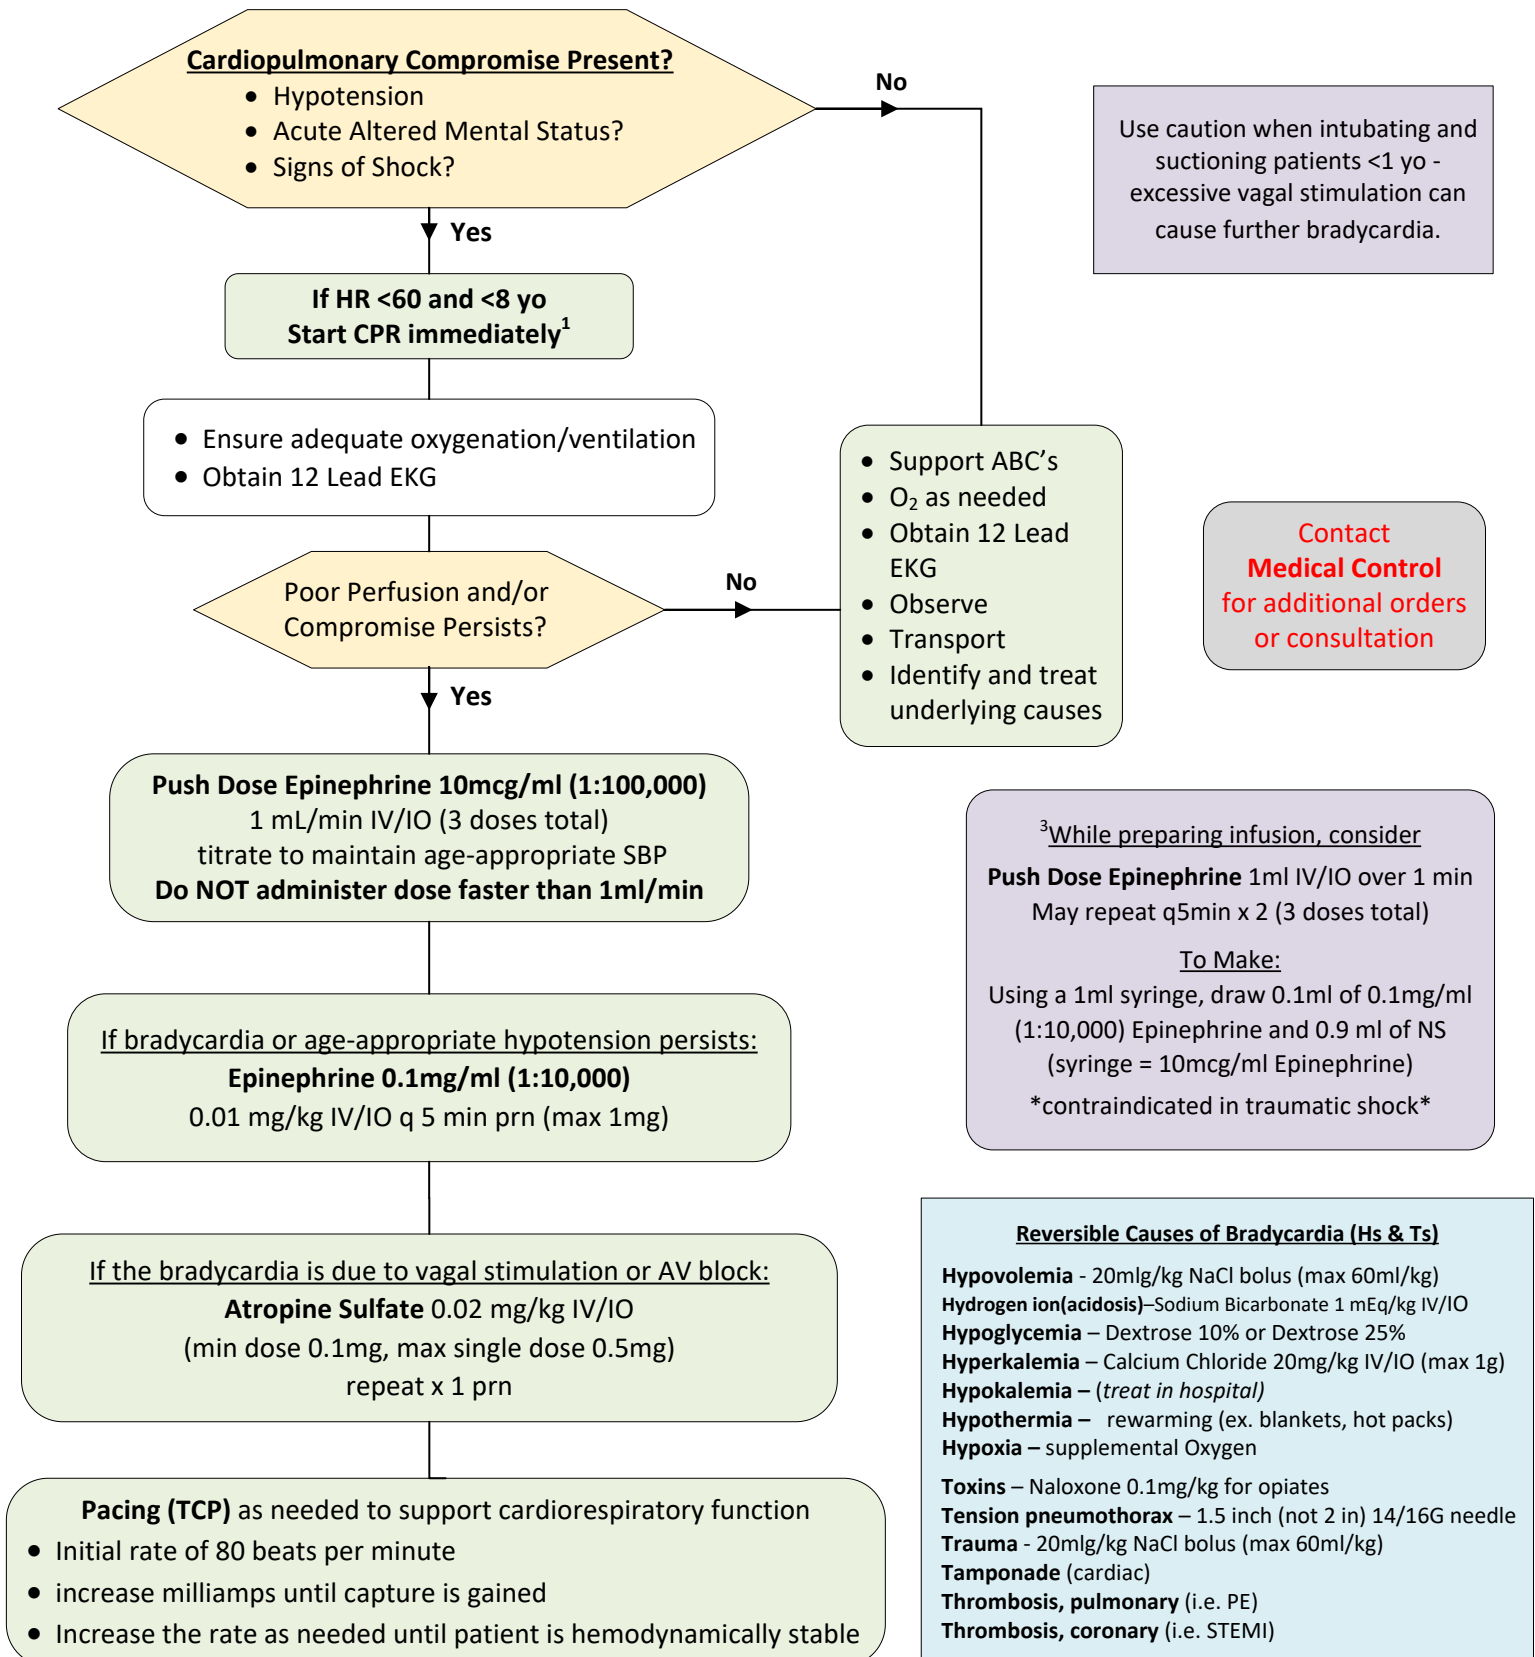 Cardiopulmonary Compromise Present?
• Hypotension
• Acute Altered Mental Status?
• Signs of Shock?
No
Yes
Use caution when intubating and
suctioning patients <1 yo -
excessive vagal stimulation can
cause further bradycardia.
If HR <60 and <8 yo
Start CPR immediately1
• Ensure adequate oxygenation/ventilation
• Obtain 12 Lead EKG
• Support ABC’s
• O2 as needed
• Obtain 12 Lead
EKG
• Observe
• Transport
• Identify and treat
underlying causes
Contact
Medical Control
for additional orders
or consultation
Poor Perfusion and/or
Compromise Persists?
No
Yes
Push Dose Epinephrine 10mcg/ml (1:100,000)
1 mL/min IV/IO (3 doses total)
titrate to maintain age-appropriate SBP
Do NOT administer dose faster than 1ml/min
3While preparing infusion, consider
Push Dose Epinephrine 1ml IV/IO over 1 min
May repeat q5min x 2 (3 doses total)
To Make:
Using a 1ml syringe, draw 0.1ml of 0.1mg/ml
(1:10,000) Epinephrine and 0.9 ml of NS
(syringe = 10mcg/ml Epinephrine)
*contraindicated in traumatic shock*
If bradycardia or age-appropriate hypotension persists:
Epinephrine 0.1mg/ml (1:10,000)
0.01 mg/kg IV/IO q 5 min prn (max 1mg)
If the bradycardia is due to vagal stimulation or AV block:
Atropine Sulfate 0.02 mg/kg IV/IO
(min dose 0.1mg, max single dose 0.5mg)
repeat x 1 prn
Pacing (TCP) as needed to support cardiorespiratory function
• Initial rate of 80 beats per minute
• increase milliamps until capture is gained
• Increase the rate as needed until patient is hemodynamically stable
Reversible Causes of Bradycardia (Hs & Ts)
Hypovolemia - 20mlg/kg NaCl bolus (max 60ml/kg)
Hydrogen ion(acidosis)–Sodium Bicarbonate 1 mEq/kg IV/IO
Hypoglycemia – Dextrose 10% or Dextrose 25%
Hyperkalemia – Calcium Chloride 20mg/kg IV/IO (max 1g)
Hypokalemia – (treat in hospital)
Hypothermia – rewarming (ex. blankets, hot packs)
Hypoxia – supplemental Oxygen
Toxins – Naloxone 0.1mg/kg for opiates
Tension pneumothorax – 1.5 inch (not 2 in) 14/16G needle
Trauma - 20mlg/kg NaCl bolus (max 60ml/kg)
Tamponade (cardiac)
Thrombosis, pulmonary (i.e. PE)
Thrombosis, coronary (i.e. STEMI)